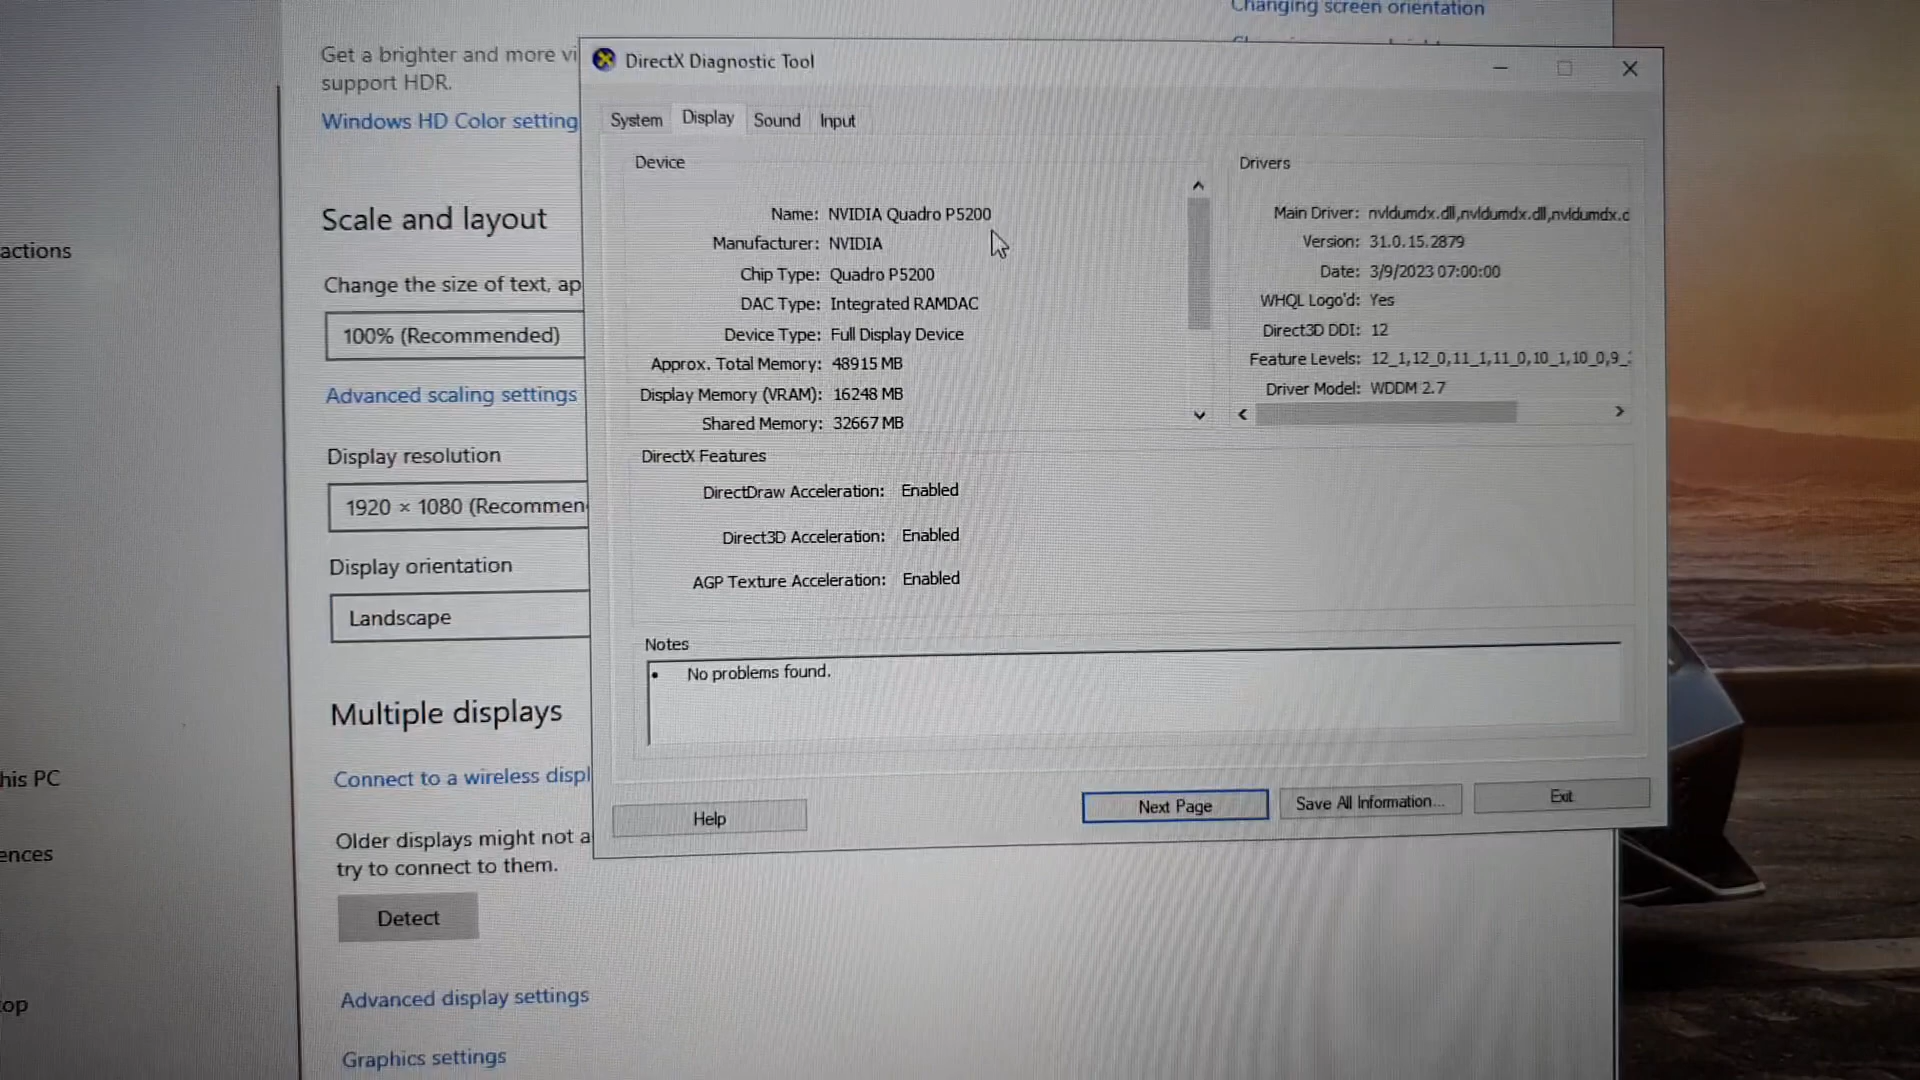 Changing screen orientation
Get a brighter and more vi
support HDR.
Windows HD Color setting
actions
Scale and layout
Change the size of text, ap
100% (Recommended)
Advanced scaling settings
Display resolution
1920 × 1080 (Recommen
Display orientation
Landscape
Multiple displays
Connect to a wireless displ
his PC
Older displays might not a
try to connect to them.
ences
Detect
Advanced display settings
op
Graphics settings
DirectX Diagnostic Tool
System Display Sound Input
Device
Name: NVIDIA Quadro P5200
Manufacturer: NVIDIA
Chip Type: Quadro P5200
DAC Type: Integrated RAMDAC
Device Type: Full Display Device
Approx. Total Memory: 48915 MB
Display Memory (VRAM): 16248 MB
Shared Memory: 32667 MB
Drivers
Main Driver: nvldumdx.dll,nvldumdx.dll,nvldumdx.d
Version: 31.0.15.2879
Date: 3/9/2023 07:00:00
WHQL Logo'd: Yes
Direct3D DDI: 12
Feature Levels: 12_1,12_0,11_1,11_0,10_1,10_0,9_
Driver Model: WDDM 2.7
DirectX Features
DirectDraw Acceleration: Enabled
Direct3D Acceleration: Enabled
AGP Texture Acceleration: Enabled
Notes
• No problems found.
Help
Next Page
Save All Information...
Exit